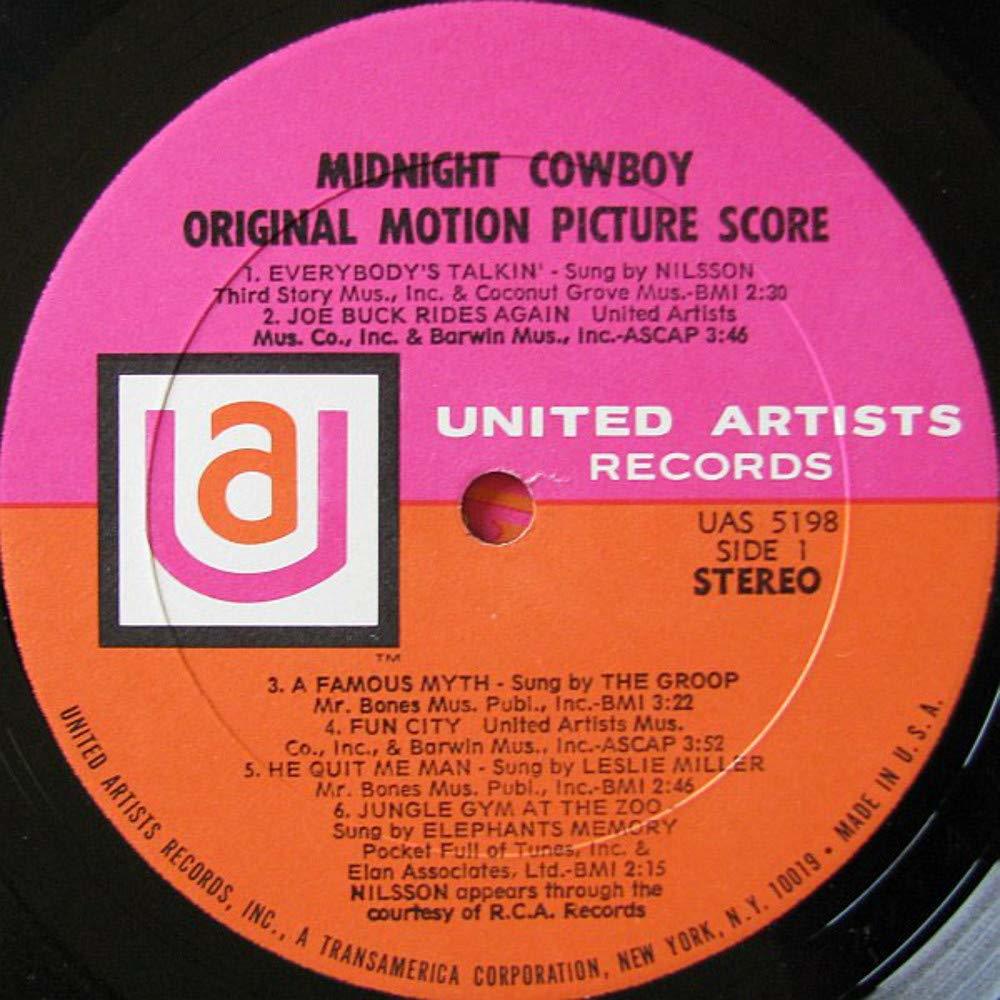 MIDNIGHT COWBOY
ORIGINAL MOTION PICTURE SCORE
1. EVERYBODY'S TALKIN' - Sung by NILSSON
Third Story Mus., Inc. & Coconut Grove Mus.-BMI 2:30
2. JOE BUCK RIDES AGAIN United Artists
Mus. Co., Inc. & Barwin Mus., Inc.-ASCAP 3:46
ua
UNITED ARTISTS
RECORDS
UAS 5198
SIDE 1
STEREO
TM
3. A FAMOUS MYTH - Sung by THE GROOP
Mr. Bones Mus. Publ., Inc.-BMI 3:22
4. FUN CITY United Artists Mus.
Co., Inc., & Barwin Mus., Inc.-ASCAP 3:52
5. HE QUIT ME MAN - Sung by LESLIE MILLER
Mr. Bones Mus. Publ., Inc.-BMI 2:46
6. JUNGLE GYM AT THE ZOO
Sung by ELEPHANTS MEMORY
Pocket Full of Tunes, Inc. &
Elan Associates, Ltd.-BMI 2:15
NILSSON appears through the
courtesy of R.C.A. Records
UNITED ARTISTS RECORDS, INC., A TRANSAMERICA CORPORATION, NEW YORK, N.Y. 10019 • MADE IN U.S.A.